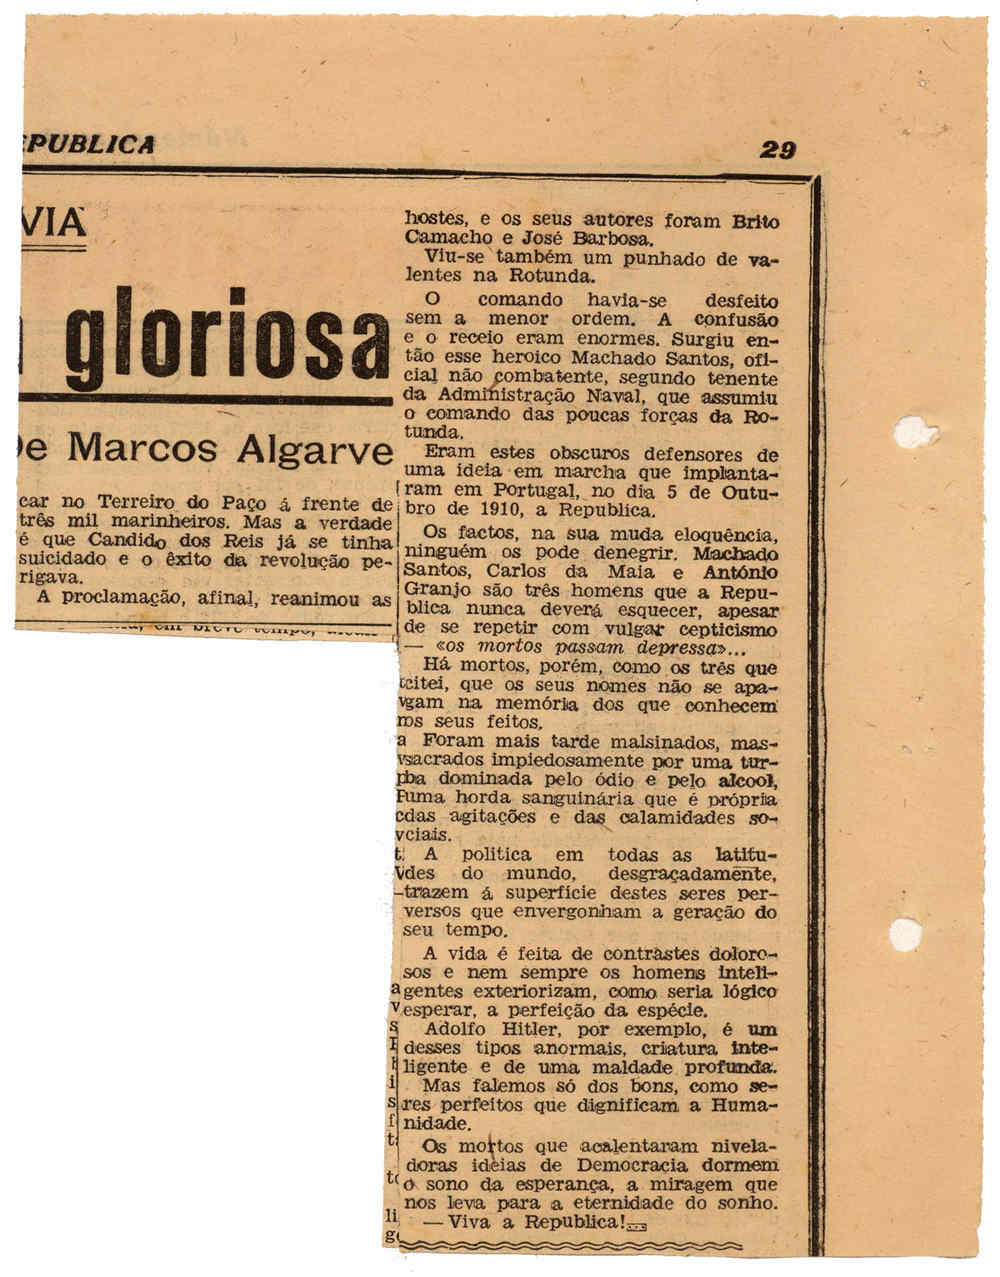 EPUBLICA
29
VIA
gloriosa
De Marcos Algarve
car no Terreiro do Paço á frente de
três mil marinheiros. Mas a verdade
é que Candido dos Reis já se tinha
suicidado e o êxito da revolução pe-
rigava.
A proclamação, afinal, reanimou as
hostes, e os seus autores foram Brito
Camacho e José Barbosa.
Viu-se também um punhado de va-
lentes na Rotunda.
O comando havia-se desfeito
sem a menor ordem. A confusão
e o receio eram enormes. Surgiu en-
tão esse heroico Machado Santos, ofi-
cial não combatente, segundo tenente
da Administração Naval, que assumiu
o comando das poucas forças da Ro-
tunda.
Eram estes obscuros defensores de
uma ideia em marcha que implanta-
ram em Portugal, no dia 5 de Outu-
bro de 1910, a Republica.
Os factos, na sua muda eloquência,
ninguém os pode denegrir. Machado
Santos, Carlos da Maia e António
Granjo são três homens que a Repu-
blica nunca deverá esquecer, apesar
de se repetir com vulgar cepticismo
— «os mortos passam depressa»...
Há mortos, porém, como os três que
citei, que os seus nomes não se apa-
gam na memória dos que conhecem
os seus feitos.
Foram mais tarde malsinados, mas-
sacrados impiedosamente por uma tur-
ba dominada pelo ódio e pelo alcool,
uma horda sanguinária que é própria
das agitações e das calamidades so-
ciais.
A politica em todas as latitu-
des do mundo, desgraçadamente,
trazem á superfície destes seres per-
versos que envergonham a geração do
seu tempo.
A vida é feita de contrastes doloro-
sos e nem sempre os homens inteli-
gentes exteriorizam, como seria lógico
esperar, a perfeição da espécie.
Adolfo Hitler, por exemplo, é um
desses tipos anormais, criatura inte-
ligente e de uma maldade profunda.
Mas falemos só dos bons, como se-
res perfeitos que dignificam a Huma-
nidade.
Os mortos que acalentaram nivela-
doras ideias de Democracia dormem
o sono da esperança, a miragem que
nos leva para a eternidade do sonho.
— Viva a Republica!...